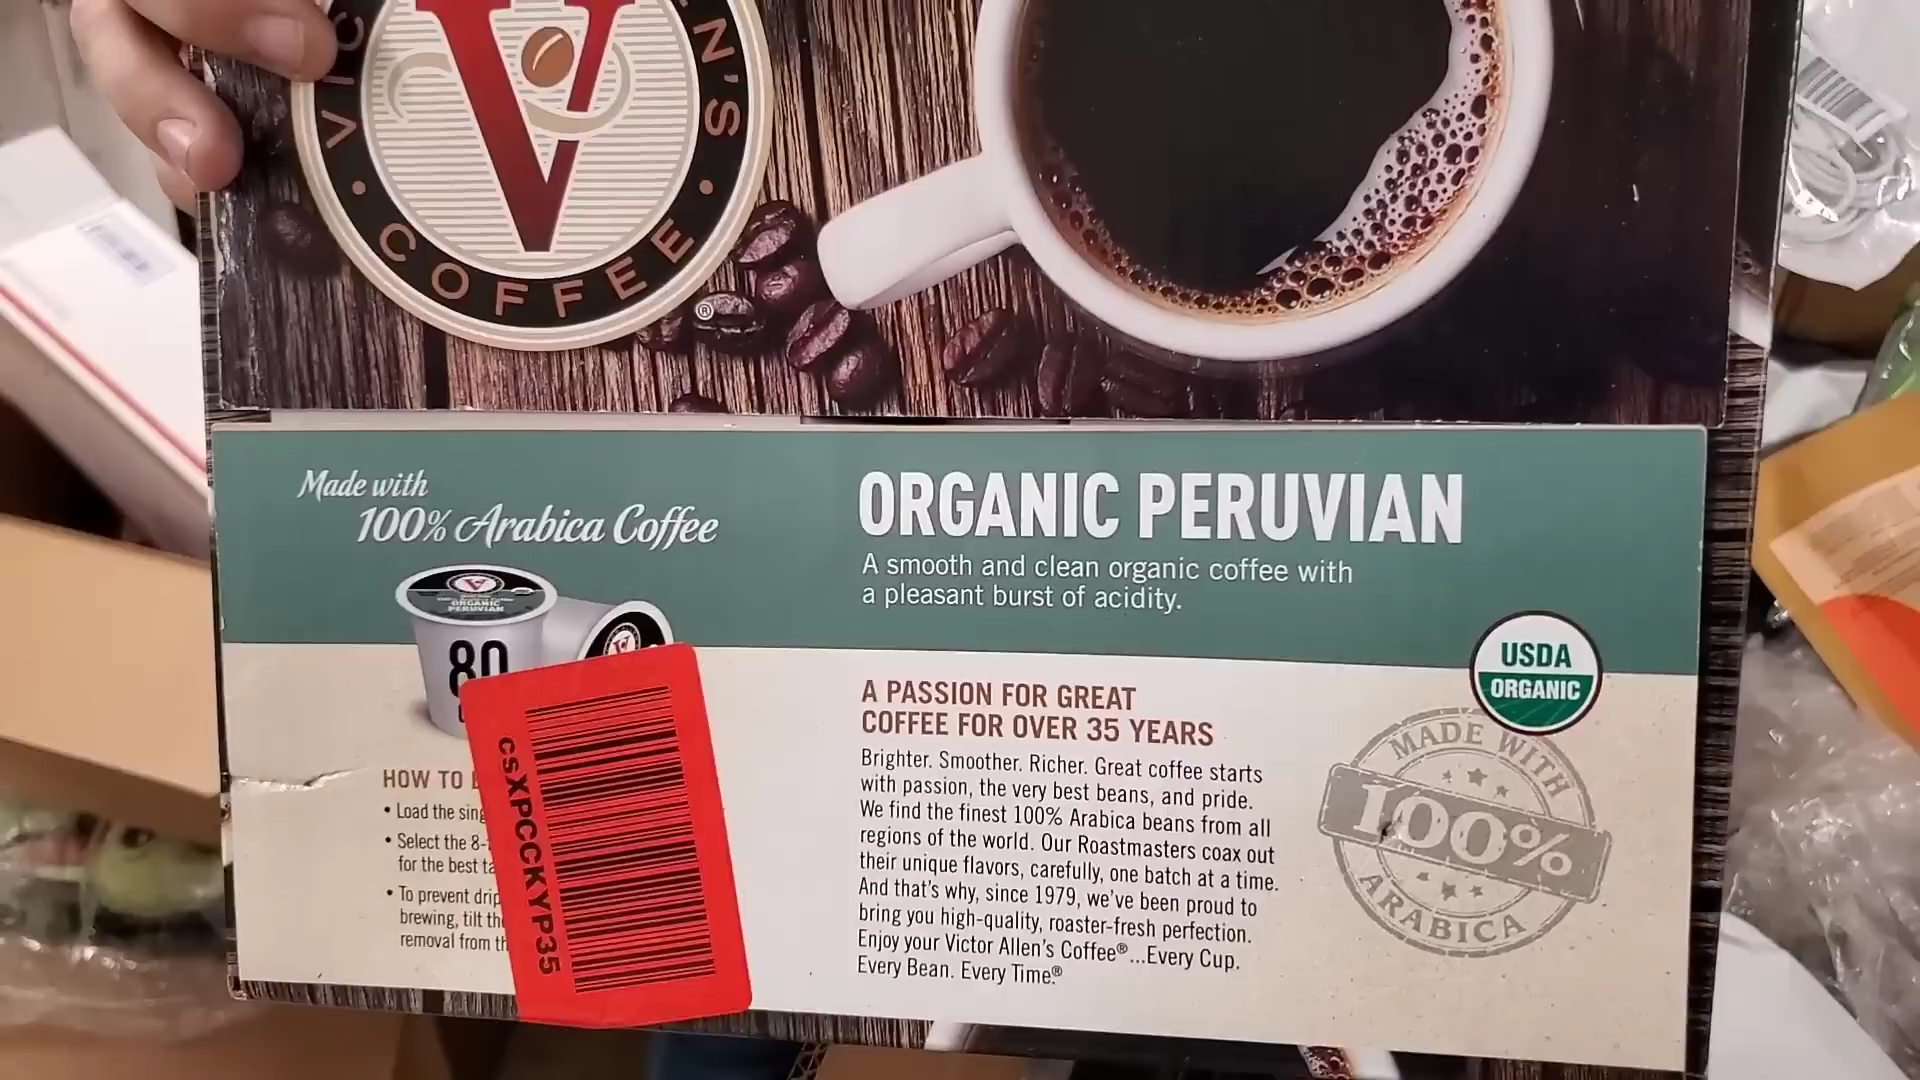 VIC N'S
COFFEE
®
Made with
100% Arabica Coffee
ORGANIC PERUVIAN
A smooth and clean organic coffee with
a pleasant burst of acidity.
ORGANIC
PERUVIAN
80
USDA
ORGANIC
A PASSION FOR GREAT
COFFEE FOR OVER 35 YEARS
Brighter. Smoother. Richer. Great coffee starts
with passion, the very best beans, and pride.
We find the finest 100% Arabica beans from all
regions of the world. Our Roastmasters coax out
their unique flavors, carefully, one batch at a time.
And that's why, since 1979, we've been proud to
bring you high-quality, roaster-fresh perfection.
Enjoy your Victor Allen's Coffee® ...Every Cup.
Every Bean. Every Time.®
MADE WITH
100%
ARABICA
HOW TO
• Load the sing
• Select the 8-
for the best ta
• To prevent drip
brewing, tilt th
removal from th
csXPCCKYP35